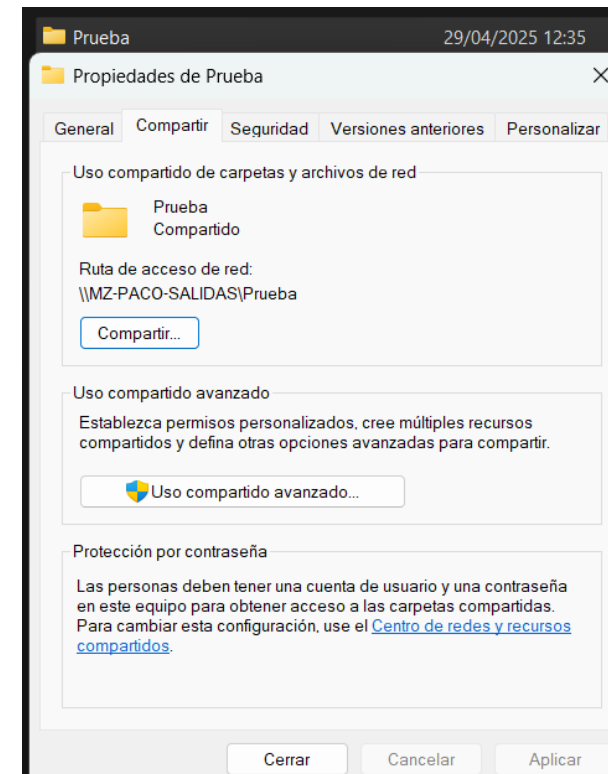 Prueba 29/04/2025 12:35
Propiedades de Prueba
General Compartir Seguridad Versiones anteriores Personalizar
Uso compartido de carpetas y archivos de red
Prueba
Compartido
Ruta de acceso de red:
\\MZ-PACO-SALIDAS\Prueba
Compartir...
Uso compartido avanzado
Establezca permisos personalizados, cree múltiples recursos
compartidos y defina otras opciones avanzadas para compartir.
Uso compartido avanzado...
Protección por contraseña
Las personas deben tener una cuenta de usuario y una contraseña
en este equipo para obtener acceso a las carpetas compartidas.
Para cambiar esta configuración, use el Centro de redes y recursos
compartidos.
Cerrar Cancelar Aplicar